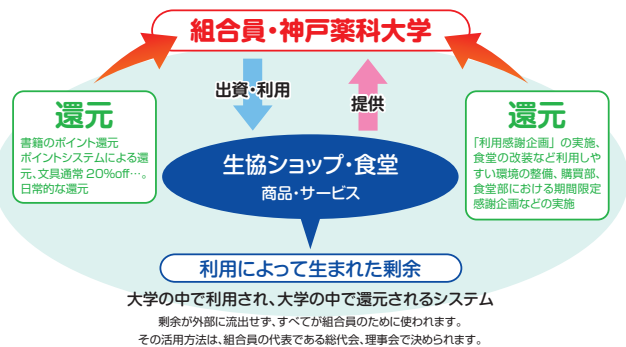 組合員・神戸薬科大学
出資・利用
提供
還元
書籍のポイント還元
ポイントシステムによる還
元、文具通常20%off…。
日常的な還元
還元
「利用感謝企画」の実施、
食堂の改装など利用しや
すい環境の整備、購買部、
食堂部における期間限定
感謝企画などの実施
生協ショップ・食堂
商品・サービス
利用によって生まれた剰余
大学の中で利用され、大学の中で還元されるシステム
剰余が外部に流出せず、すべてが組合員のために使われます。
その活用方法は、組合員の代表である総代会、理事会で決められます。